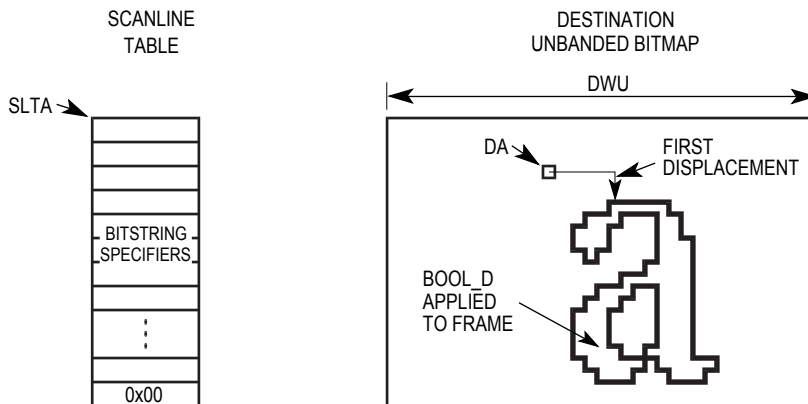 SCANLINE
TABLE
DESTINATION
UNBANDED BITMAP
DWU
SLTA
DA
FIRST
DISPLACEMENT
BITSTRING
SPECIFIERS
BOOL_D
APPLIED
TO FRAME
0x00